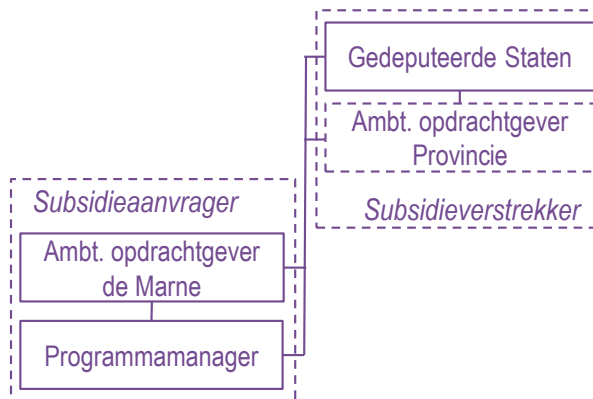 Gedeputeerde Staten
Ambt. opdrachtgever
Provincie
Subsidieverstrekker
Subsidieaanvrager
Ambt. opdrachtgever
de Marne
Programmamanager